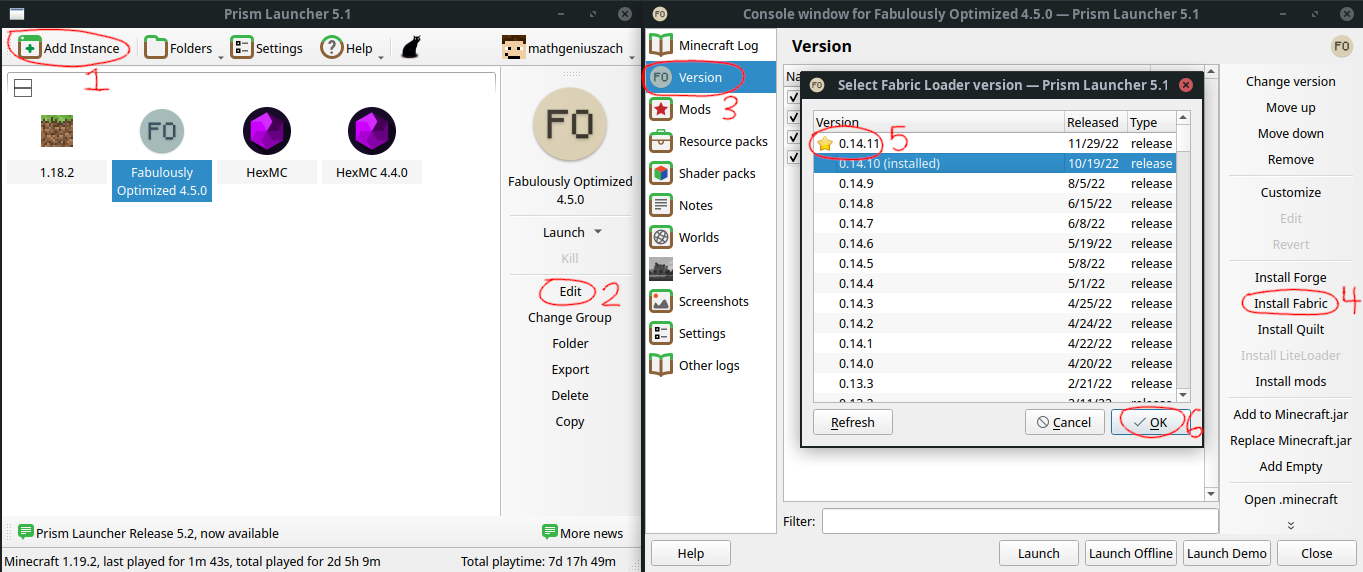 Prism Launcher 5.1
Add Instance
Folders
Settings
Help
mathgeniuszach
1
1.18.2
FO
Fabulously
Optimized 4.5.0
HexMC
HexMC 4.4.0
FO
Fabulously Optimized
4.5.0
Launch
Kill
Edit 2
Change Group
Folder
Export
Delete
Copy
Prism Launcher Release 5.2, now available
More news
Minecraft 1.19.2, last played for 1m 43s, total played for 2d 5h 9m
Total playtime: 7d 17h 49m
FO
Console window for Fabulously Optimized 4.5.0 — Prism Launcher 5.1
Minecraft Log
FO Version
3
Mods
Resource packs
Shader packs
Notes
Worlds
Servers
Screenshots
Settings
Other logs
Version
FO
Na
FO
Select Fabric Loader version — Prism Launcher 5.1
Version Released Type
0.14.11 11/29/22 release
5
0.14.10 (installed) 10/19/22 release
0.14.9 8/5/22 release
0.14.8 6/15/22 release
0.14.7 6/8/22 release
0.14.6 5/19/22 release
0.14.5 5/8/22 release
0.14.4 5/1/22 release
0.14.3 4/25/22 release
0.14.2 4/24/22 release
0.14.1 4/22/22 release
0.14.0 4/20/22 release
0.13.3 2/21/22 release
Refresh
Cancel
OK
6
Filter:
Change version
Move up
Move down
Remove
Customize
Edit
Revert
Install Forge
Install Fabric 4
Install Quilt
Install LiteLoader
Install mods
Add to Minecraft.jar
Replace Minecraft.jar
Add Empty
Open .minecraft
Help
Launch
Launch Offline
Launch Demo
Close